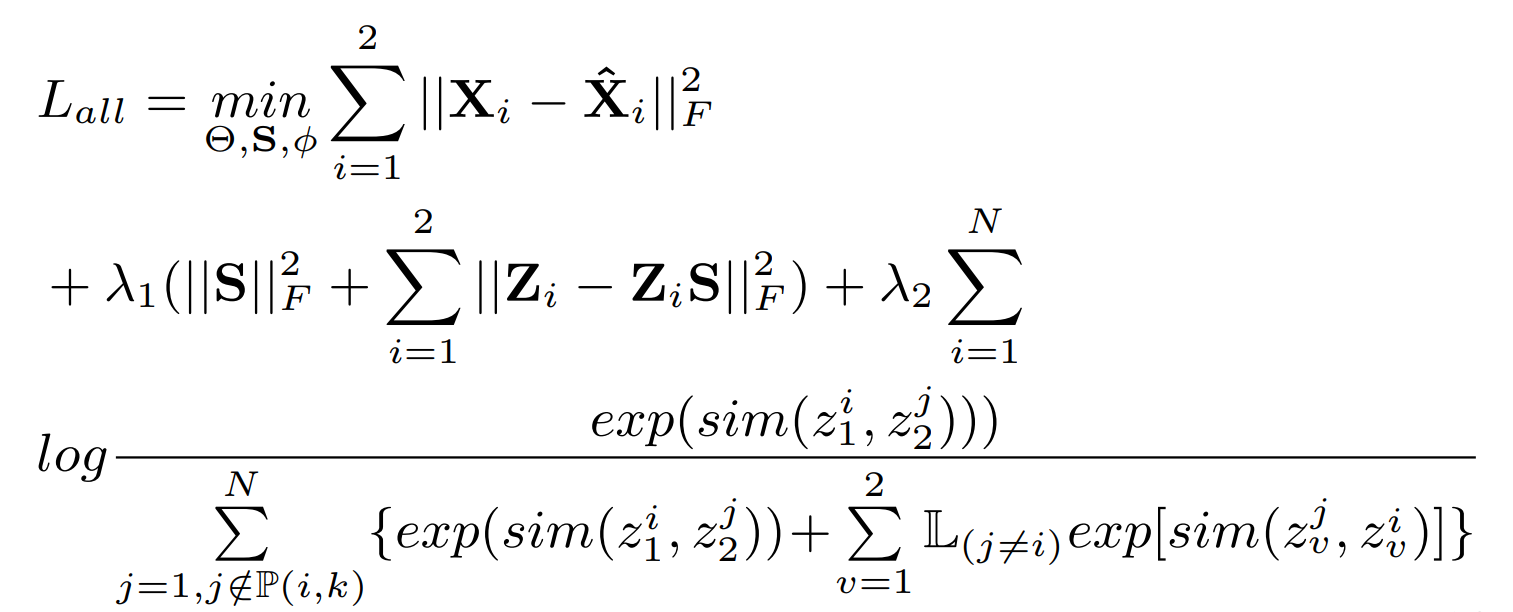 L_{all} = \underset{\Theta,\mathbf{S},\phi}{min} \sum_{i=1}^{2} ||\mathbf{X}_i - \hat{\mathbf{X}}_i||_F^2
+ \lambda_1(||\mathbf{S}||_F^2 + \sum_{i=1}^{2} ||\mathbf{Z}_i - \mathbf{Z}_i\mathbf{S}||_F^2) + \lambda_2 \sum_{i=1}^{N}
log \frac{exp(sim(z_1^i, z_2^j)))}{\sum_{j=1,j\notin\mathbb{P}(i,k)}^{N} \{exp(sim(z_1^i, z_2^j)) + \sum_{v=1}^{2} \mathbb{L}_{(j\neq i)} exp[sim(z_v^j, z_v^i)]\}}